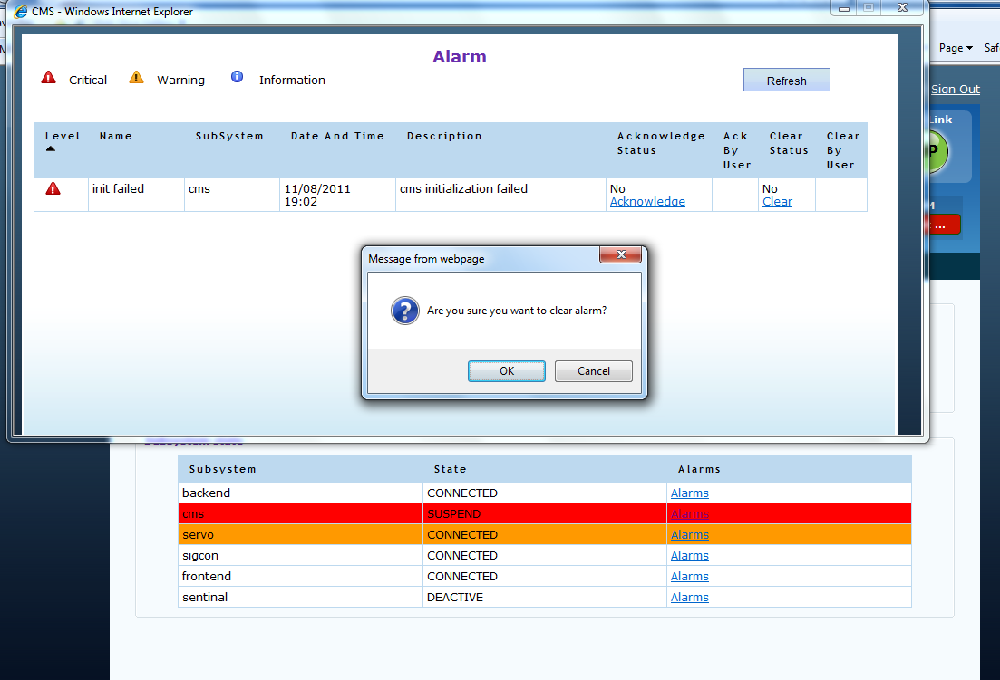 CMS - Windows Internet Explorer
Alarm
Critical Warning Information
Refresh
Page
Saf
Sign Out
Link
P
Level Name SubSystem Date And Time Description Acknowledge Status Ack By User Clear Status Clear By User
init failed cms 11/08/2011 19:02 cms initialization failed No Acknowledge No Clear
M
...
Message from webpage
Are you sure you want to clear alarm?
OK Cancel
Subsystem State
Subsystem State Alarms
backend CONNECTED Alarms
cms SUSPEND Alarms
servo CONNECTED Alarms
sigcon CONNECTED Alarms
frontend CONNECTED Alarms
sentinal DEACTIVE Alarms